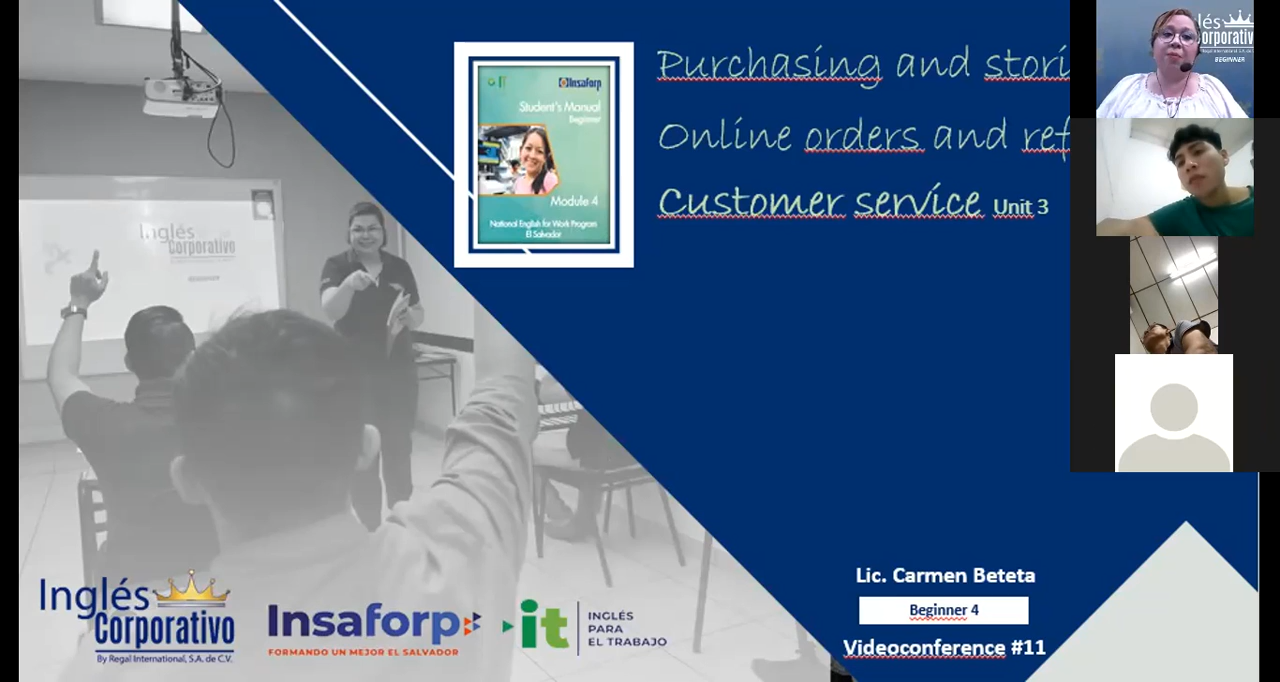 Purchasing and stori
Online orders and ref
Customer service Unit 3
Insaforp
Student's Manual
Beginner
Module 4
National English for Work Program
El Salvador
Inglés
Corporativo
lés
Corporativo
BEGINNER
Lic. Carmen Beteta
Beginner 4
Videoconference #11
Inglés
Corporativo
By Regal International, S.A. de C.V.
Insaforp
FORMANDO UN MEJOR EL SALVADOR
it
INGLÉS
PARA
EL TRABAJO